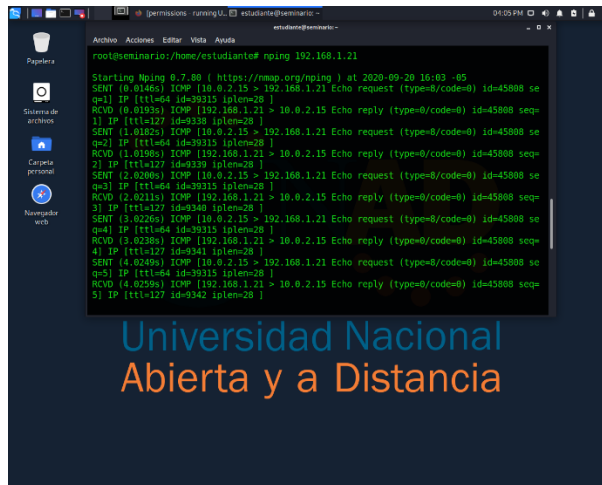 [permissions - running U...
estudiante@seminario: ~
04:05 PM
estudiante@seminario: ~
Archivo Acciones Editar Vista Ayuda
Papelera
Sistema de
archivos
Carpeta
personal
Navegador
web
root@seminario:/home/estudiante# nping 192.168.1.21
Starting Nping 0.7.80 ( https://nmap.org/nping ) at 2020-09-20 16:03 -05
SENT (0.0146s) ICMP [10.0.2.15 > 192.168.1.21 Echo request (type=8/code=0) id=45808 se
q=1] IP [ttl=64 id=39315 iplen=28 ]
RCVD (0.0193s) ICMP [192.168.1.21 > 10.0.2.15 Echo reply (type=0/code=0) id=45808 seq=
1] IP [ttl=127 id=9338 iplen=28 ]
SENT (1.0182s) ICMP [10.0.2.15 > 192.168.1.21 Echo request (type=8/code=0) id=45808 se
q=2] IP [ttl=64 id=39315 iplen=28 ]
RCVD (1.0198s) ICMP [192.168.1.21 > 10.0.2.15 Echo reply (type=0/code=0) id=45808 seq=
2] IP [ttl=127 id=9339 iplen=28 ]
SENT (2.0200s) ICMP [10.0.2.15 > 192.168.1.21 Echo request (type=8/code=0) id=45808 se
q=3] IP [ttl=64 id=39315 iplen=28 ]
RCVD (2.0211s) ICMP [192.168.1.21 > 10.0.2.15 Echo reply (type=0/code=0) id=45808 seq=
3] IP [ttl=127 id=9340 iplen=28 ]
SENT (3.0226s) ICMP [10.0.2.15 > 192.168.1.21 Echo request (type=8/code=0) id=45808 se
q=4] IP [ttl=64 id=39315 iplen=28 ]
RCVD (3.0238s) ICMP [192.168.1.21 > 10.0.2.15 Echo reply (type=0/code=0) id=45808 seq=
4] IP [ttl=127 id=9341 iplen=28 ]
SENT (4.0249s) ICMP [10.0.2.15 > 192.168.1.21 Echo request (type=8/code=0) id=45808 se
q=5] IP [ttl=64 id=39315 iplen=28 ]
RCVD (4.0259s) ICMP [192.168.1.21 > 10.0.2.15 Echo reply (type=0/code=0) id=45808 seq=
5] IP [ttl=127 id=9342 iplen=28 ]
Universidad Nacional
Abierta y a Distancia